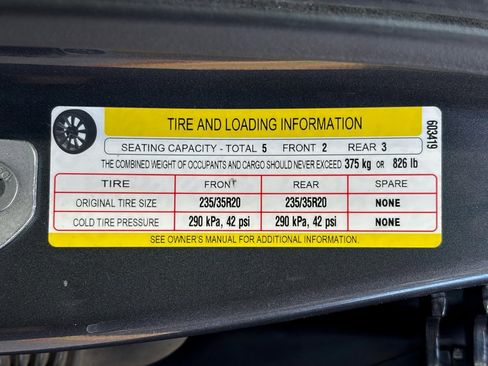 TIRE AND LOADING INFORMATION
603419
SEATING CAPACITY - TOTAL 5 FRONT 2 REAR 3
THE COMBINED WEIGHT OF OCCUPANTS AND CARGO SHOULD NEVER EXCEED 375 kg OR 826 lb
TIRE FRONT REAR SPARE
ORIGINAL TIRE SIZE 235/35R20 235/35R20 NONE
COLD TIRE PRESSURE 290 kPa, 42 psi 290 kPa, 42 psi NONE
SEE OWNER'S MANUAL FOR ADDITIONAL INFORMATION.